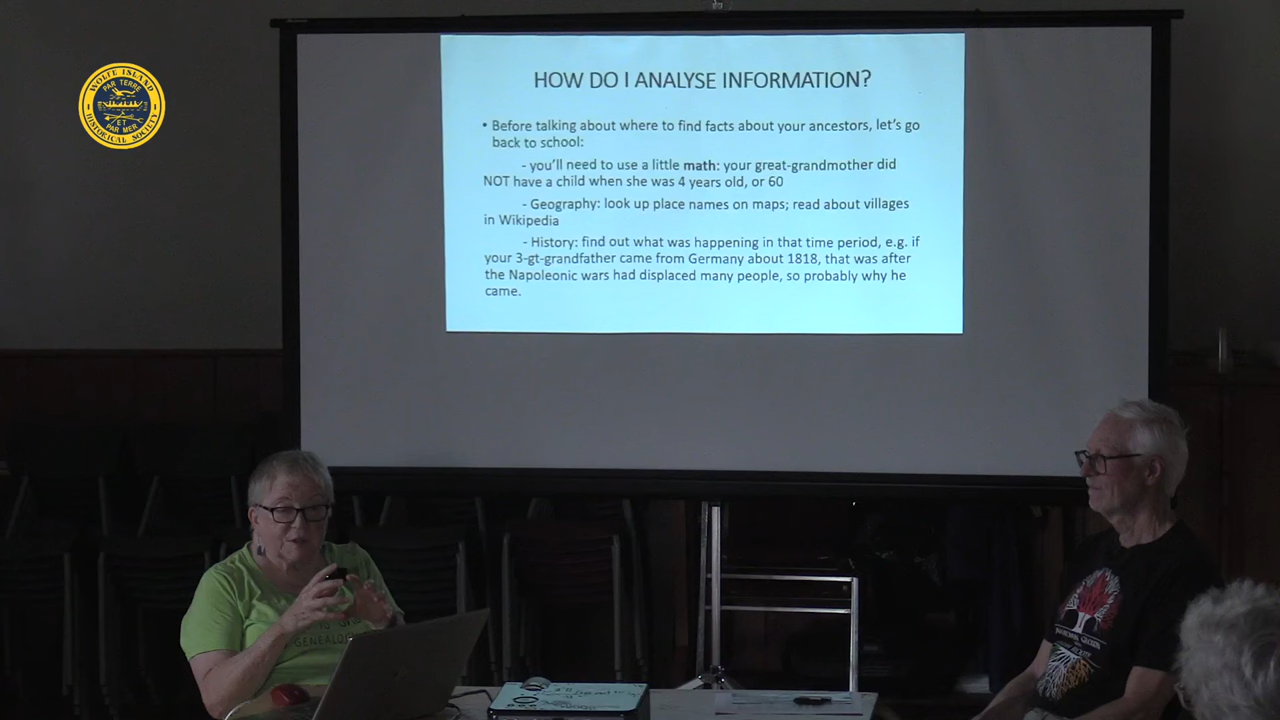 WOLFE ISLAND
PAR TERRE
ET
PAR MER
HISTORICAL SOCIETY
HOW DO I ANALYSE INFORMATION?
• Before talking about where to find facts about your ancestors, let's go
back to school:
- you'll need to use a little math: your great-grandmother did
NOT have a child when she was 4 years old, or 60
- Geography: look up place names on maps; read about villages
in Wikipedia
- History: find out what was happening in that time period, e.g. if
your 3-gt-grandfather came from Germany about 1818, that was after
the Napoleonic wars had displaced many people, so probably why he
came.